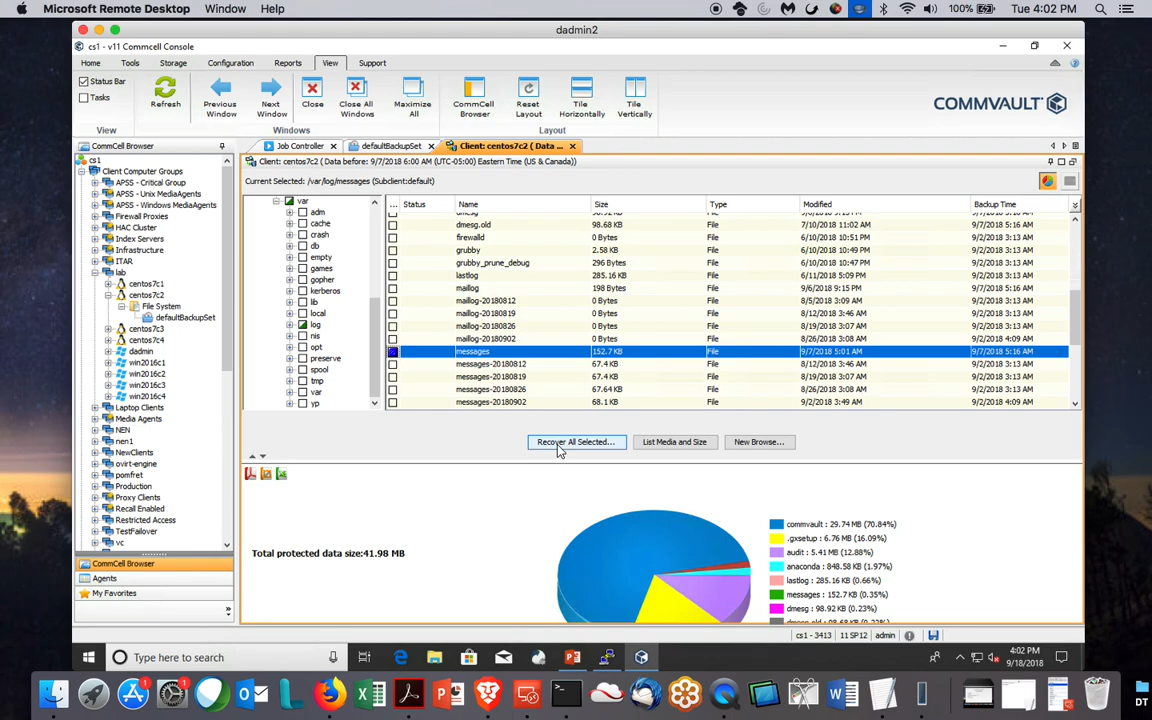 Microsoft Remote Desktop Window Help 100% Tue 4:02 PM
dadmin2
cs1 - v11 Commcell Console
Home Tools Storage Configuration Reports View Support
Status Bar
Tasks
Refresh
Previous Window
Next Window
Close
Close All Windows
Maximize All
CommCell Browser
Reset Layout
Tile Horizontally
Tile Vertically
COMMVAULT
View Windows Layout
CommCell Browser
Job Controller defaultBackupSet Client: centos7c2 ( Data ...
Client: centos7c2 ( Data before: 9/7/2018 6:00 AM (UTC-05:00) Eastern Time (US & Canada))
Current Selected: /var/log/messages (Subclient:default)
cs1
Client Computer Groups
APSS - Critical Group
APSS - Unix MediaAgents
APSS - Windows MediaAgents
Firewall Proxies
HAC Cluster
Index Servers
Infrastructure
ITAR
lab
centos7c1
centos7c2
File System
defaultBackupSet
centos7c3
centos7c4
dadmin
win2016c1
win2016c2
win2016c3
win2016c4
Laptop Clients
Media Agents
NEN
nen1
NewClients
ovirt-engine
pomfret
Production
Proxy Clients
Recall Enabled
Restricted Access
TestFailover
vc
CommCell Browser
Agents
My Favorites
var
adm
cache
crash
db
empty
games
gopher
kerberos
lib
local
log
nis
opt
preserve
spool
tmp
var
yp
... Status Name Size Type Modified Backup Time
dmesg.old 98.68 KB File 7/10/2018 11:02 AM 9/7/2018 5:16 AM
firewalld 0 Bytes File 6/10/2018 10:51 PM 9/7/2018 3:13 AM
grubby 2.58 KB File 6/10/2018 10:49 PM 9/7/2018 3:13 AM
grubby_prune_debug 296 Bytes File 6/10/2018 10:47 PM 9/7/2018 3:13 AM
lastlog 285.16 KB File 6/11/2018 5:09 PM 9/7/2018 3:13 AM
maillog 198 Bytes File 9/6/2018 9:15 PM 9/7/2018 3:13 AM
maillog-20180812 0 Bytes File 8/5/2018 3:09 AM 9/7/2018 3:13 AM
maillog-20180819 0 Bytes File 8/12/2018 3:46 AM 9/7/2018 3:13 AM
maillog-20180826 0 Bytes File 8/19/2018 3:07 AM 9/7/2018 3:13 AM
maillog-20180902 0 Bytes File 8/26/2018 3:08 AM 9/2/2018 4:09 AM
messages 152.7 KB File 9/7/2018 5:01 AM 9/7/2018 5:16 AM
messages-20180812 67.4 KB File 8/12/2018 3:46 AM 9/7/2018 3:13 AM
messages-20180819 67.4 KB File 8/19/2018 3:07 AM 9/7/2018 3:13 AM
messages-20180826 67.64 KB File 8/26/2018 3:08 AM 9/7/2018 3:13 AM
messages-20180902 68.1 KB File 9/2/2018 3:49 AM 9/2/2018 4:09 AM
Recover All Selected... List Media and Size New Browse...
Total protected data size:41.98 MB
commvault : 29.74 MB (70.84%)
.gxsetup : 6.76 MB (16.09%)
audit : 5.41 MB (12.88%)
anaconda : 848.58 KB (1.97%)
lastlog : 285.16 KB (0.66%)
messages : 152.7 KB (0.35%)
dmesg : 98.92 KB (0.23%)
cs1 - 3413 11 SP12 admin
Type here to search
4:02 PM
9/18/2018
DT